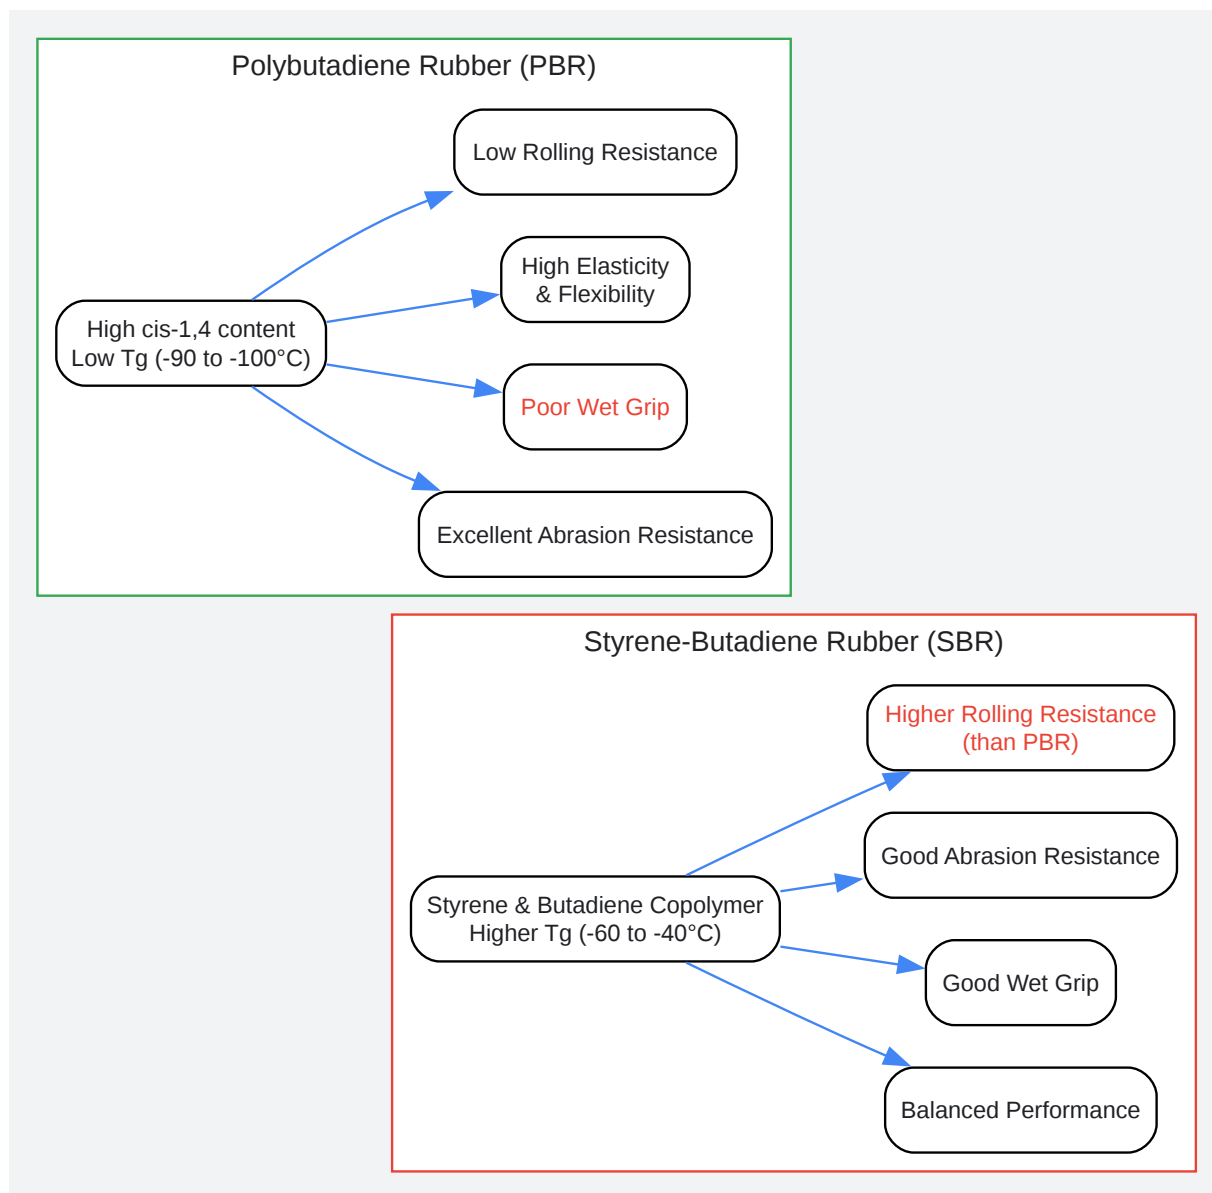 Polybutadiene Rubber (PBR)
Low Rolling Resistance
High Elasticity
& Flexibility
High cis-1,4 content
Low Tg (-90 to -100°C)
Poor Wet Grip
Excellent Abrasion Resistance
Styrene-Butadiene Rubber (SBR)
Higher Rolling Resistance
(than PBR)
Good Abrasion Resistance
Styrene & Butadiene Copolymer
Higher Tg (-60 to -40°C)
Good Wet Grip
Balanced Performance